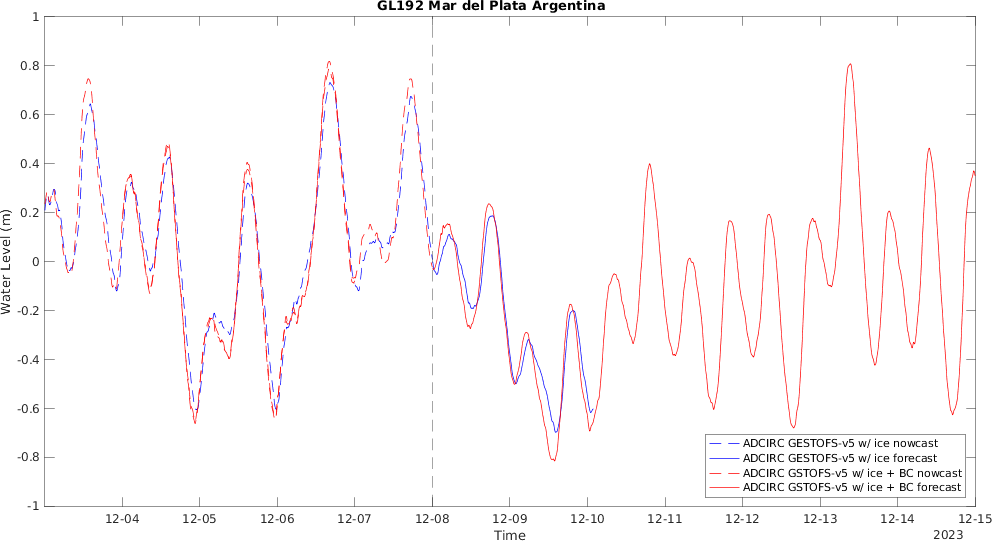 GL192 Mar del Plata Argentina
1
0.8
0.6
0.4
0.2
0
-0.2
-0.4
-0.6
-0.8
-1
Water Level (m)
12-04 12-05 12-06 12-07 12-08 12-09 12-10 12-11 12-12 12-13 12-14 12-15
Time
2023
ADCIRC GESTOFS-v5 w/ ice nowcast
ADCIRC GESTOFS-v5 w/ ice forecast
ADCIRC GSTOFS-v5 w/ ice + BC nowcast
ADCIRC GSTOFS-v5 w/ ice + BC forecast